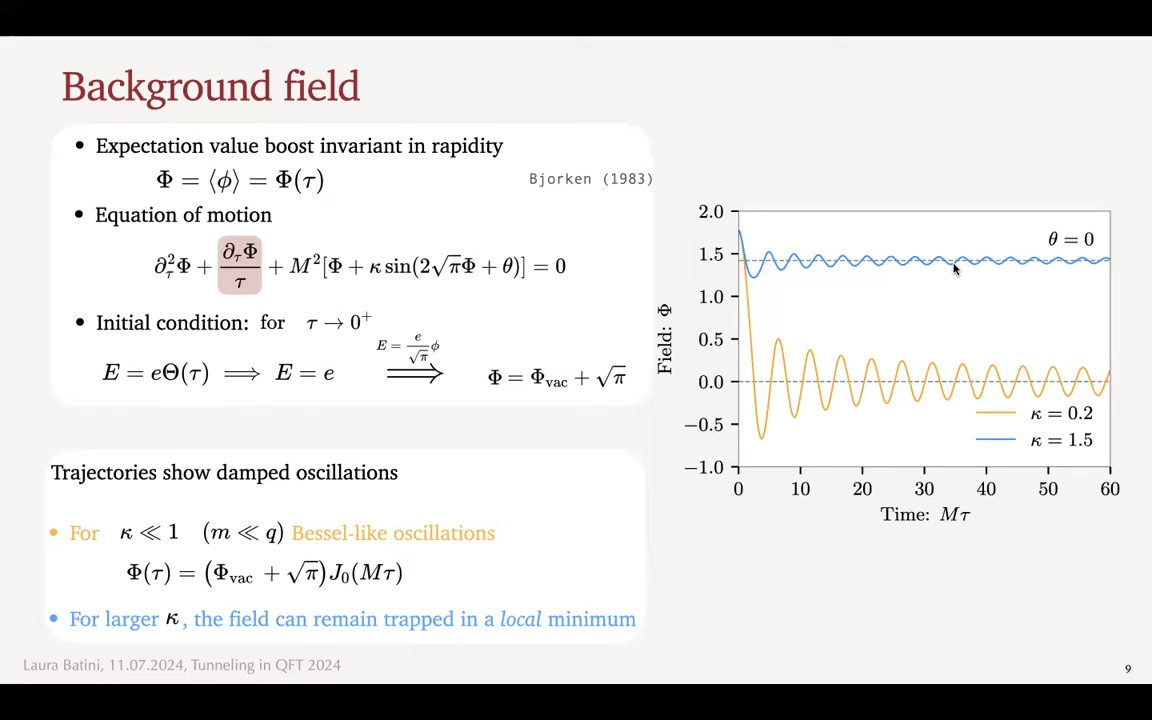 Background field
• Expectation value boost invariant in rapidity
Φ = ⟨ϕ⟩ = Φ(τ)
Bjorken (1983)
• Equation of motion
∂²_τ Φ + ∂_τ Φ / τ + M²[Φ + κ sin(2√π Φ + θ)] = 0
• Initial condition: for τ → 0⁺
E = eΘ(τ) ⟹ E = e ⟹ (E = e/√π ϕ) Φ = Φ_vac + √π
Trajectories show damped oscillations
• For κ ≪ 1 (m ≪ q) Bessel-like oscillations
Φ(τ) = (Φ_vac + √π) J₀(Mτ)
• For larger κ, the field can remain trapped in a local minimum
θ = 0
Field: Φ
2.0
1.5
1.0
0.5
0.0
−0.5
−1.0
κ = 0.2
κ = 1.5
0 10 20 30 40 50 60
Time: Mτ
Laura Batini, 11.07.2024, Tunneling in QFT 2024
9